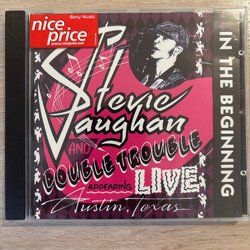 Sony Music
nice
price
www.niceprice.net
Stevie
Vaughan
AND
DOUBLE TROUBLE
APPEARING
LIVE
Austin, Texas
IN THE BEGINNING